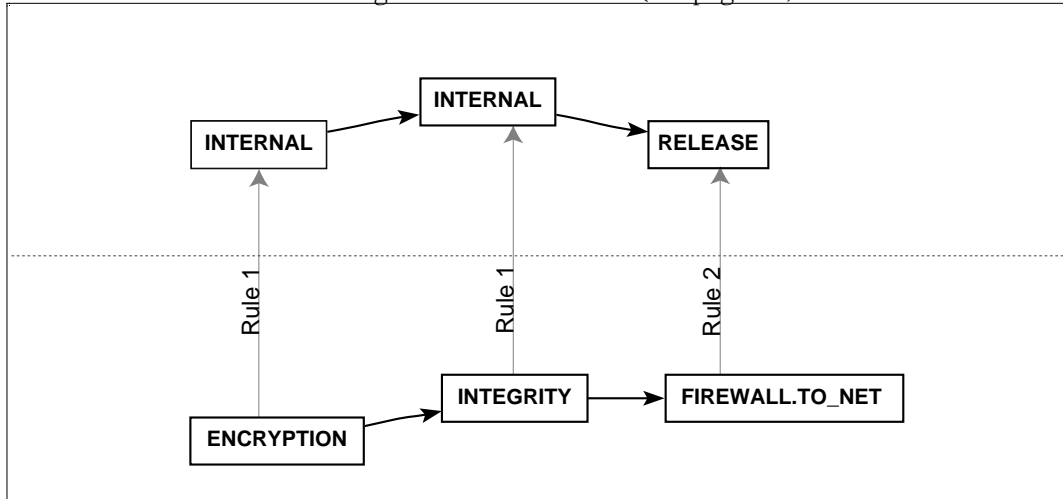 INTERNAL
INTERNAL
RELEASE
Rule 1
Rule 1
Rule 2
INTEGRITY
FIREWALL.TO_NET
ENCRYPTION